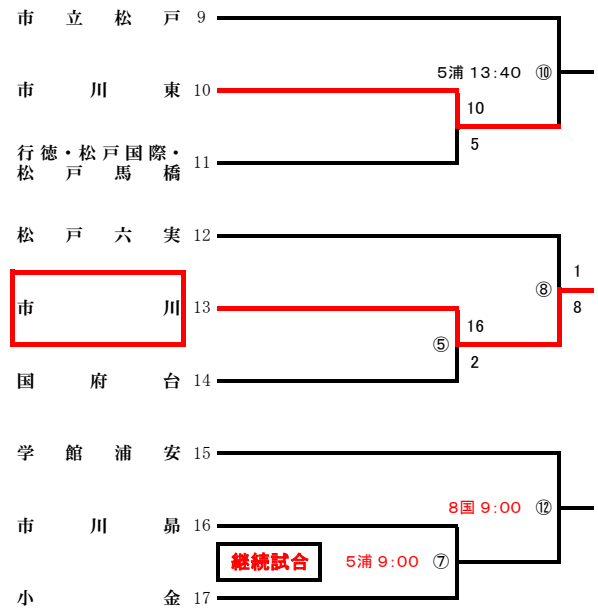 市立松戸 9
5浦 13:40 ⑩
市川東 10
10
5
行徳・松戸国際・
松戸馬橋 11
松戸六実 12
1
⑧
8
市川 13
16
⑤
2
国府台 14
学館浦安 15
8国 9:00 ⑫
市川昴 16
継続試合 5浦 9:00 ⑦
小金 17